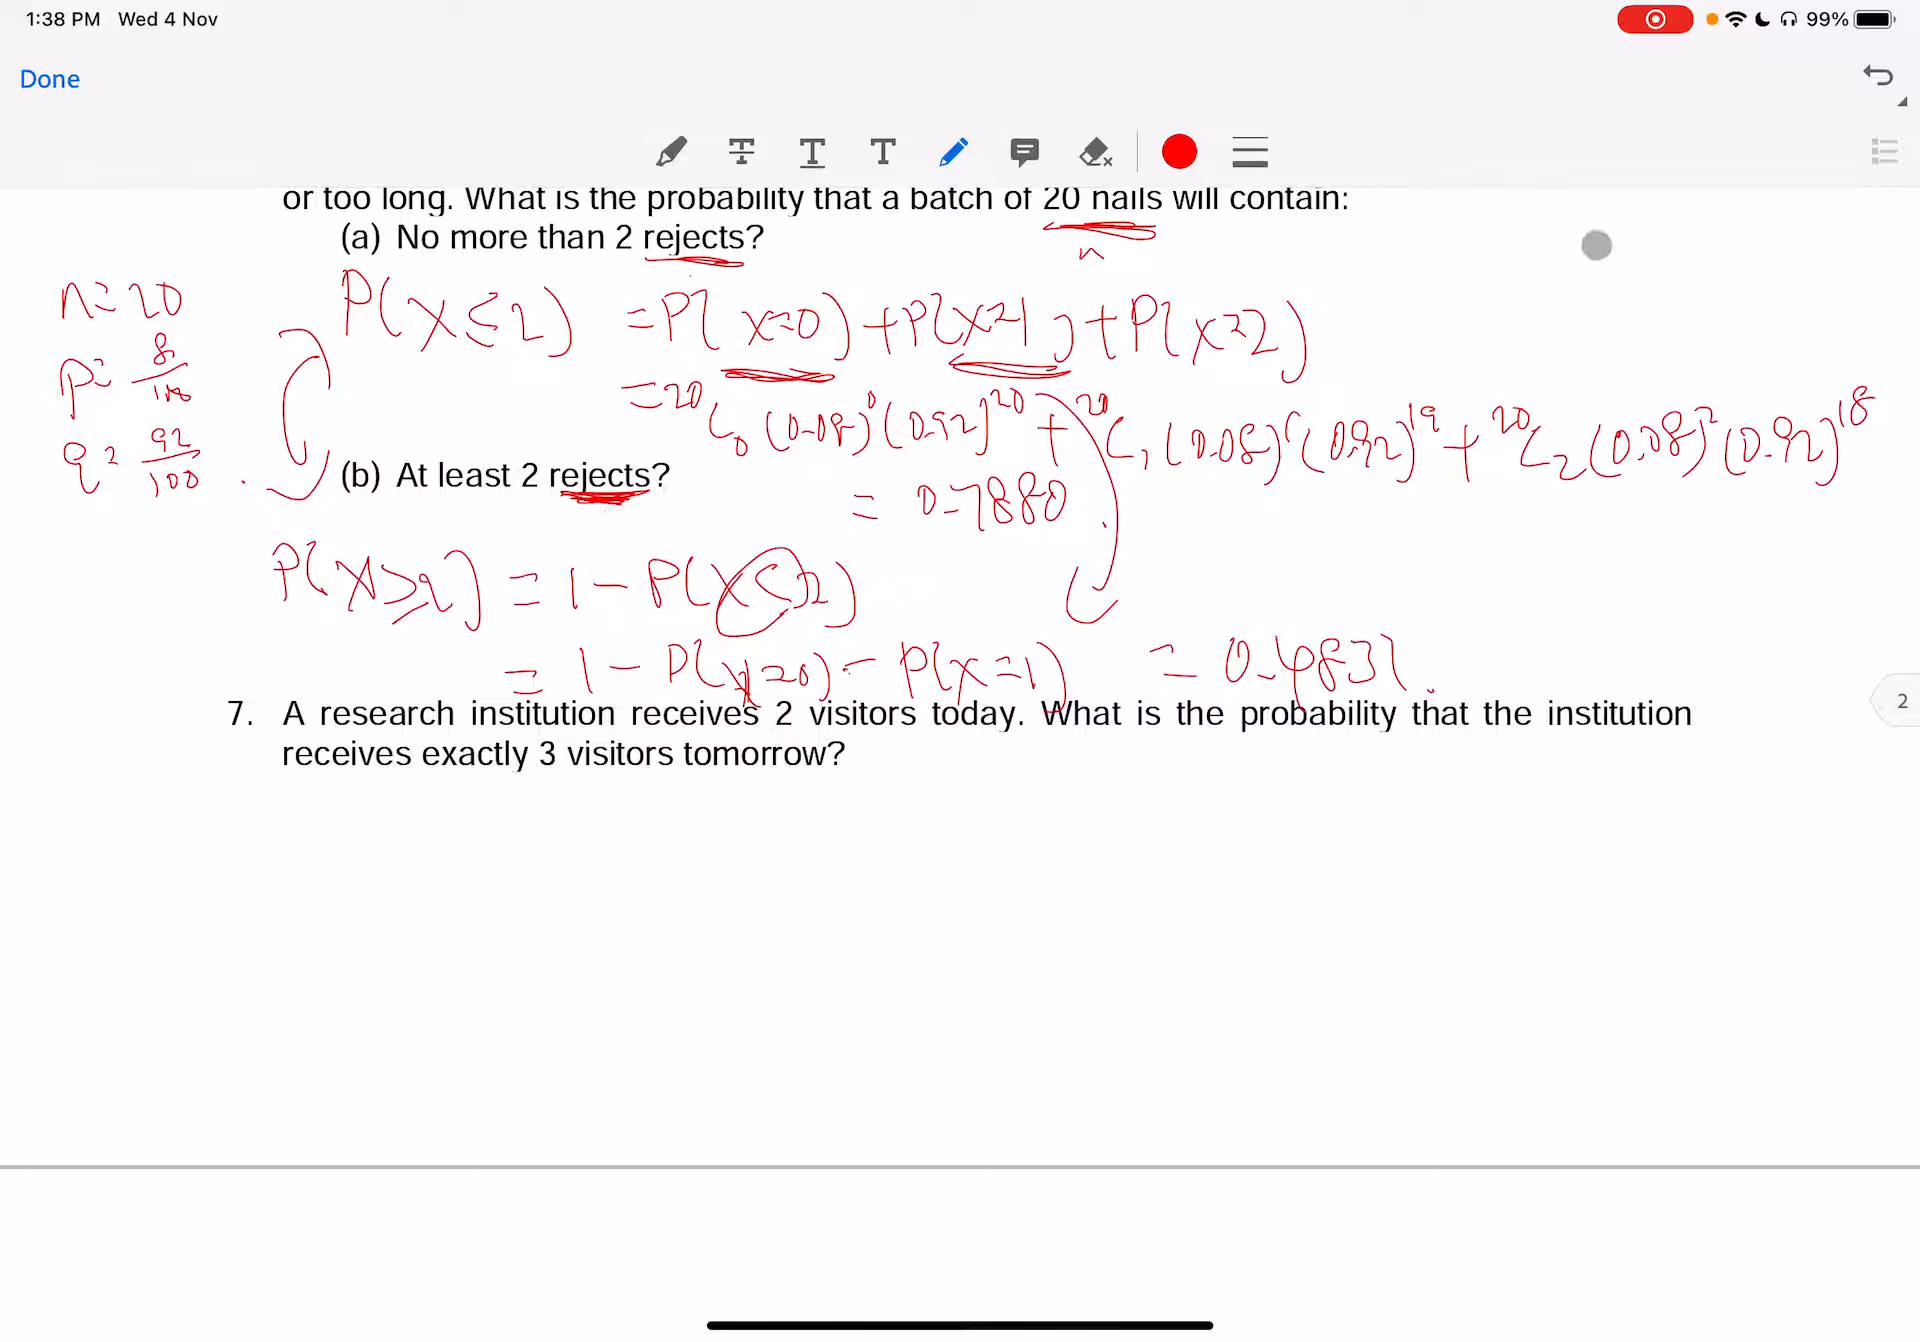 1:38 PM Wed 4 Nov 99%
Done
or too long. What is the probability that a batch of 20 nails will contain:
(a) No more than 2 rejects?
n
n = 20
P(X ≤ 2) = P(X=0) + P(X=1) + P(X=2)
p = 8/100
= ²⁰C₀ (0.08)⁰ (0.92)²⁰ + ²⁰C₁ (0.08)¹ (0.92)¹⁹ + ²⁰C₂ (0.08)² (0.92)¹⁸
q = 92/100
(b) At least 2 rejects?
= 0.7880
P(X ≥ 2) = 1 - P(X < 2)
= 1 - P(X=0) - P(X=1) = 0.4831
7. A research institution receives 2 visitors today. What is the probability that the institution
receives exactly 3 visitors tomorrow?
2